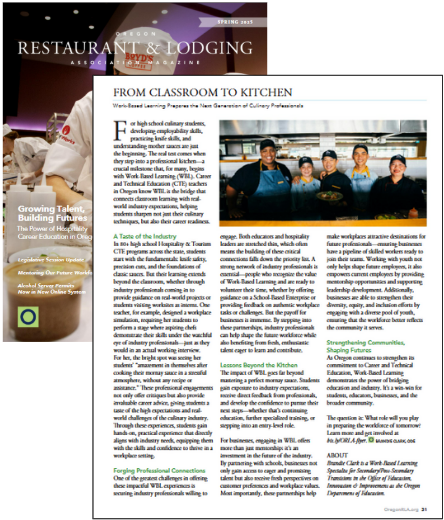 SPRING 2025
OREGON
RESTAURANT & LODGING
ASSOCIATION MAGAZINE
Growing Talent,
Building Futures
The Power of Hospitality
Career Education in Oreg
Legislative Session Update
Mentoring Our Future Workfo
Alcohol Server Permits
Now in New Online System
FROM CLASSROOM TO KITCHEN
Work-Based Learning Prepares the Next Generation of Culinary Professionals
For high school culinary students,
developing employability skills,
practicing knife skills, and
understanding mother sauces are just
the beginning. The real test comes when
they step into a professional kitchen—a
crucial milestone that, for many, begins
with Work-Based Learning (WBL). Career
and Technical Education (CTE) teachers
in Oregon know WBL is the bridge that
connects classroom learning with real-
world industry expectations, helping
students sharpen not just their culinary
techniques, but also their career readiness.
A Taste of the Industry
In 80+ high school Hospitality & Tourism
CTE programs across the state, students
start with the fundamentals: knife safety,
precision cuts, and the foundations of
classic sauces. But their learning extends
beyond the classroom, whether through
industry professionals coming in to
provide guidance on real-world projects or
students visiting worksites as interns. One
teacher, for example, designed a workplace
simulation, requiring her students to
perform a stage where aspiring chefs
demonstrate their skills under the watchful
eye of industry professionals—just as they
would in an actual working interview.
For her, the bright spot was seeing her
students' "amazement in themselves after
cooking their mornay sauce in a stressful
atmosphere, without any recipe or
assistance." These professional engagements
not only offer critiques but also provide
invaluable career advice, giving students a
taste of the high expectations and real-
world challenges of the culinary industry.
Through these experiences, students gain
hands-on, practical experience that directly
aligns with industry needs, equipping them
with the skills and confidence to thrive in a
workplace setting.
Forging Professional Connections
One of the greatest challenges in offering
these impactful WBL experiences is
securing industry professionals willing to
engage. Both educators and hospitality
leaders are stretched thin, which often
means the building of these critical
connections falls down the priority list. A
strong network of industry professionals is
essential—people who recognize the value
of Work-Based Learning and are ready to
volunteer their time, whether by offering
guidance on a School-Based Enterprise or
providing feedback on authentic workplace
tasks or challenges. But the payoff for
businesses is immense. By stepping into
these partnerships, industry professionals
can help shape the future workforce while
also benefiting from fresh, enthusiastic
talent eager to learn and contribute.
Lessons Beyond the Kitchen
The impact of WBL goes far beyond
mastering a perfect mornay sauce. Students
gain exposure to industry expectations,
receive direct feedback from professionals,
and develop the confidence to pursue their
next steps—whether that's continuing
education, further specialized training, or
stepping into an entry-level role.
For businesses, engaging in WBL offers
more than just mentorship: it's an
investment in the future of the industry.
By partnering with schools, businesses not
only gain access to eager and promising
talent but also receive fresh perspectives on
customer preferences and workplace values.
Most importantly, these partnerships help
make workplaces attractive destinations for
future professionals—ensuring businesses
have a pipeline of skilled workers ready to
join their teams. Working with youth not
only helps shape future employees, it also
empowers current employees by providing
mentorship opportunities and supporting
leadership development. Additionally,
businesses are able to strengthen their
diversity, equity, and inclusion efforts by
engaging with a diverse pool of youth,
ensuring that the workforce better reflects
the community it serves.
Strengthening Communities,
Shaping Futures
As Oregon continues to strengthen its
commitment to Career and Technical
Education, Work-Based Learning
demonstrates the power of bridging
education and industry. It's a win-win for
students, educators, businesses, and the
broader community.
The question is: What role will you play
in preparing the workforce of tomorrow?
Learn more and get involved at
ABOUT
Brandie Clark is a Work-Based Learning
Specialist for Secondary/Post-Secondary
Transitions in the Office of Education,
Innovation & Improvement at the Oregon
Department of Education.
OregonRLA.org 31